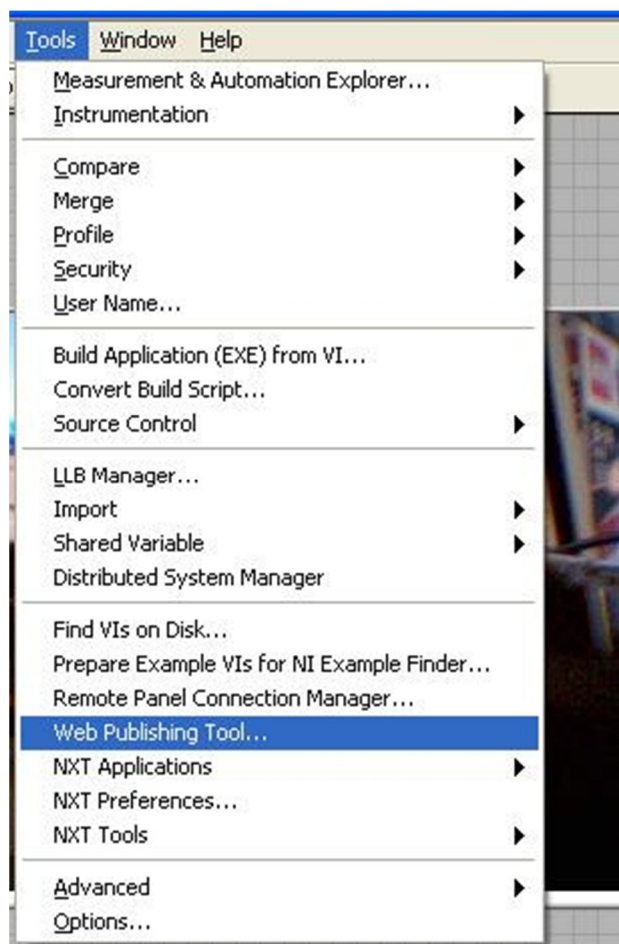 Tools Window Help
Measurement & Automation Explorer...
Instrumentation
Compare
Merge
Profile
Security
User Name...
Build Application (EXE) from VI...
Convert Build Script...
Source Control
LLB Manager...
Import
Shared Variable
Distributed System Manager
Find VIs on Disk...
Prepare Example VIs for NI Example Finder...
Remote Panel Connection Manager...
Web Publishing Tool...
NXT Applications
NXT Preferences...
NXT Tools
Advanced
Options...